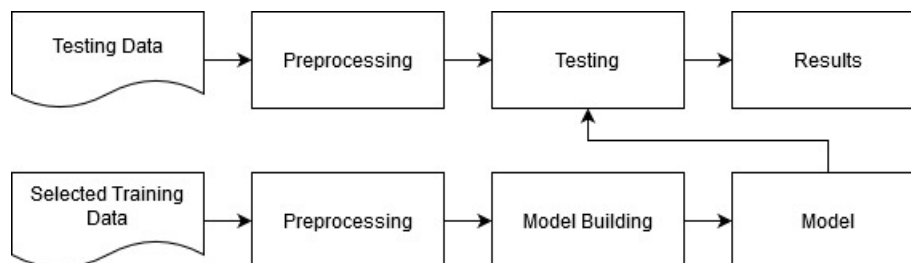 Testing Data
Preprocessing
Testing
Results
Selected Training
Data
Preprocessing
Model Building
Model